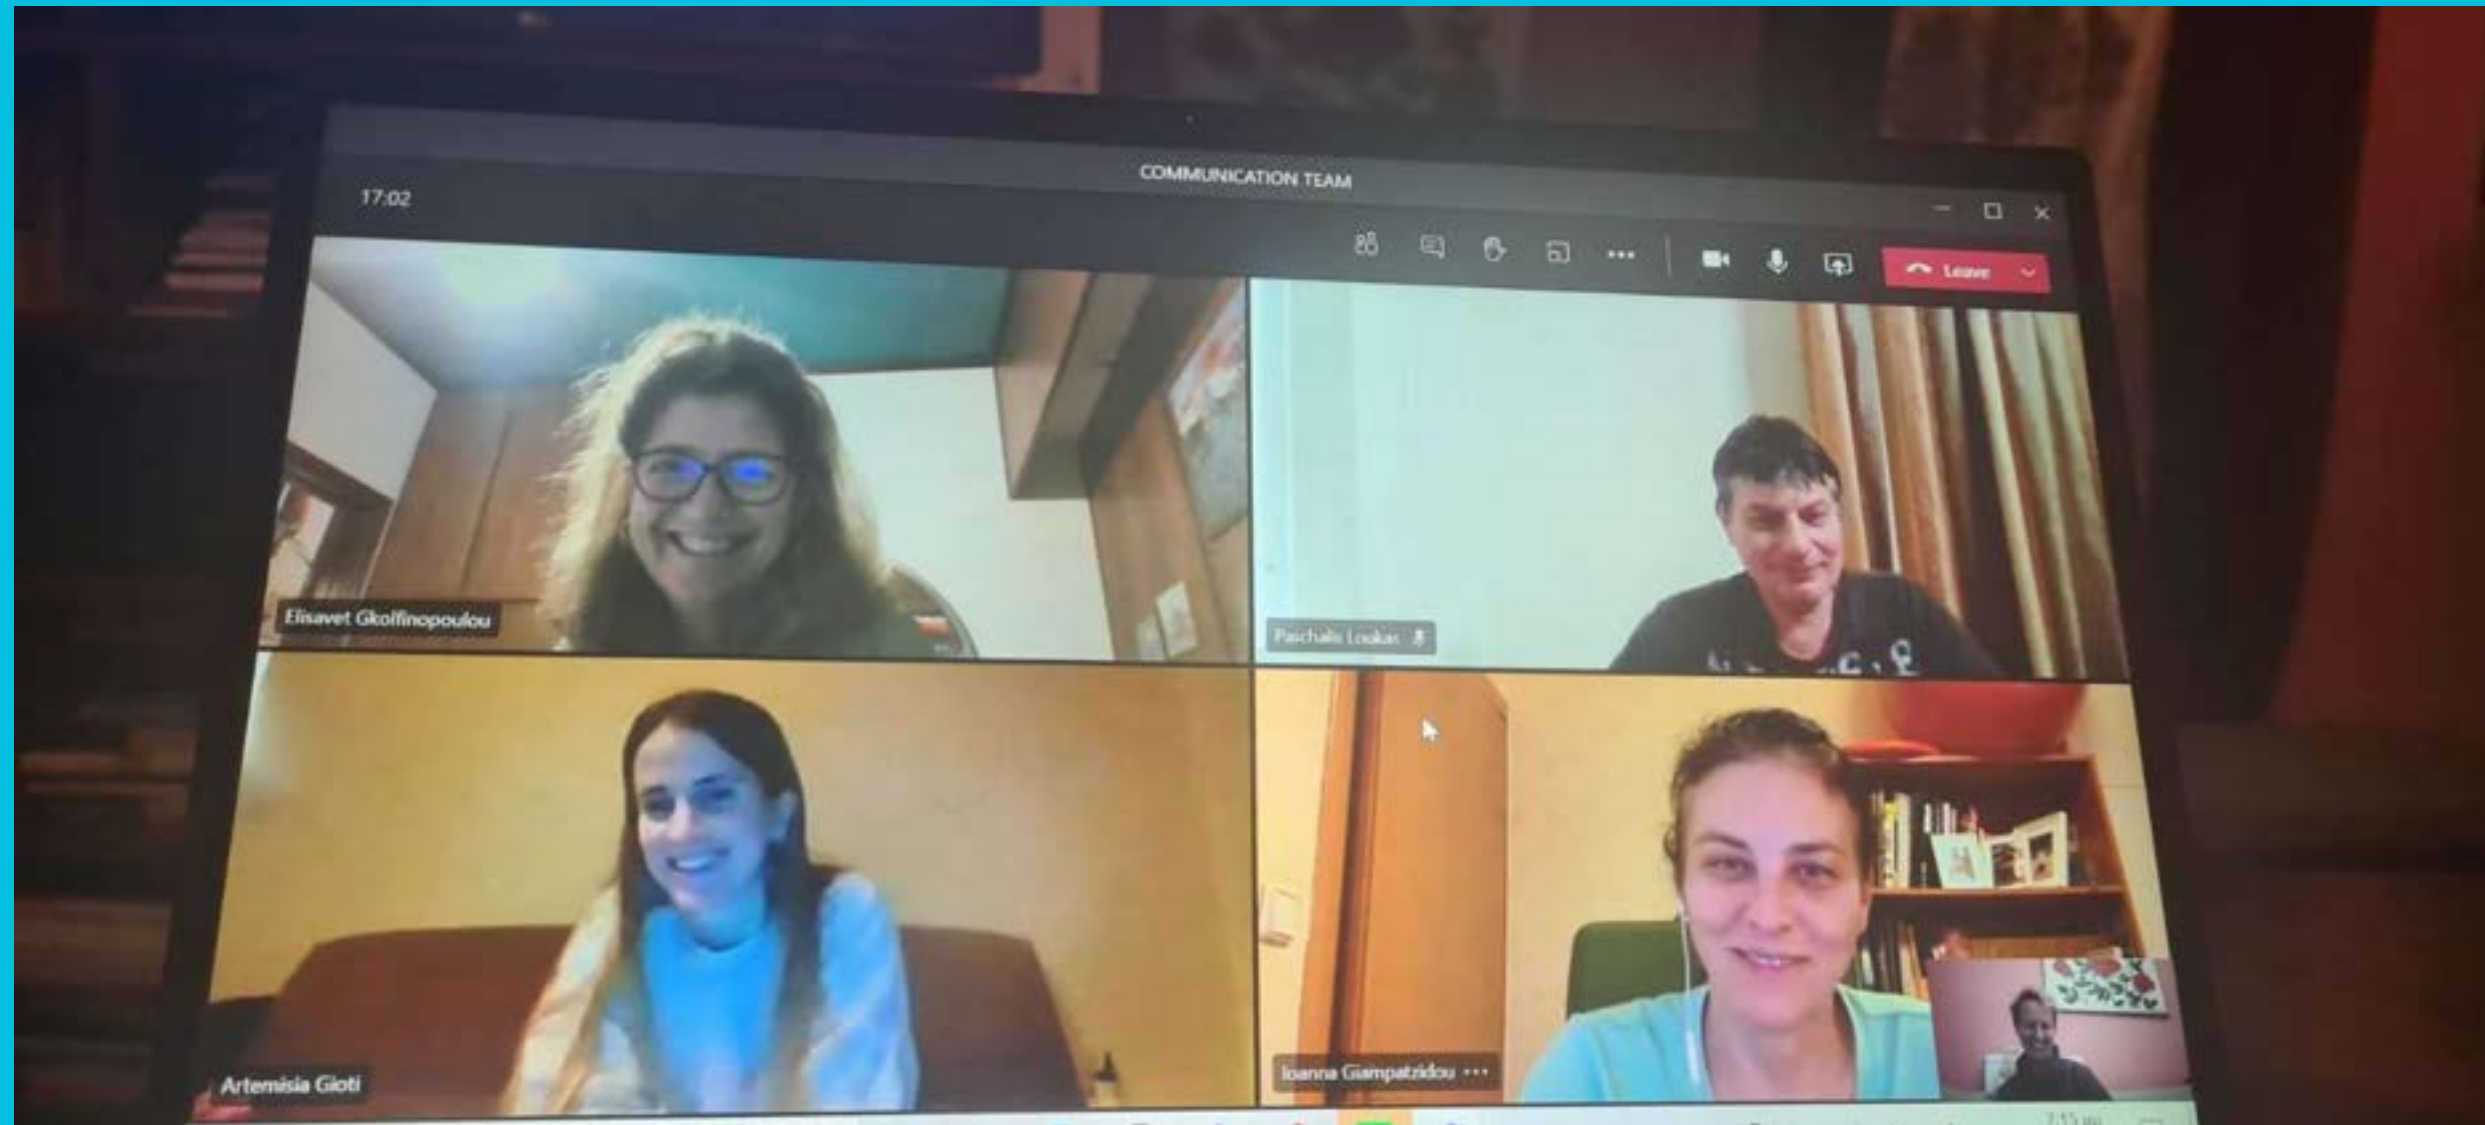 COMMUNICATION TEAM
17:02
Leave
Elisavet Gkolfinopoulou
Paschalis Loukas
Artemisia Gioti
Ioanna Giampatzidou